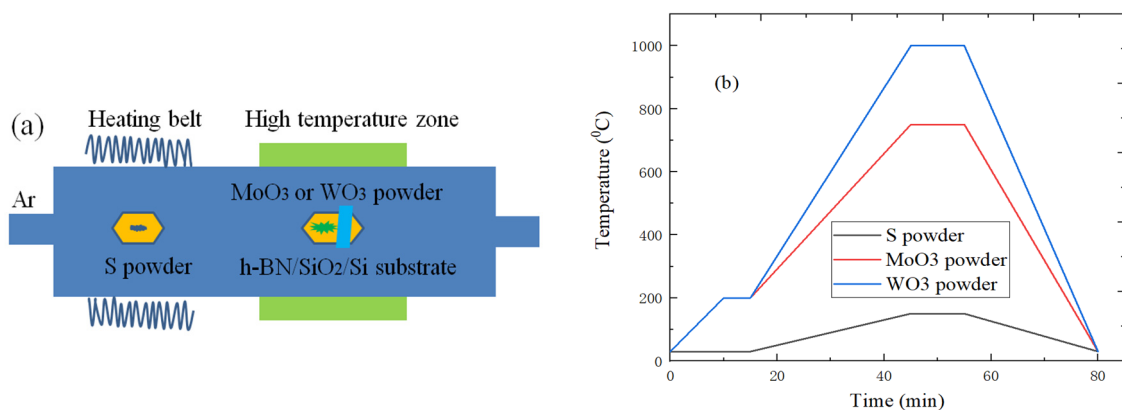 (a)
Heating belt
High temperature zone
Ar
MoO₃ or WO₃ powder
S powder
h-BN/SiO₂/Si substrate
(b)
Temperature (⁰C)
1000
800
600
400
200
0
S powder
MoO3 powder
WO3 powder
0 20 40 60 80
Time (min)